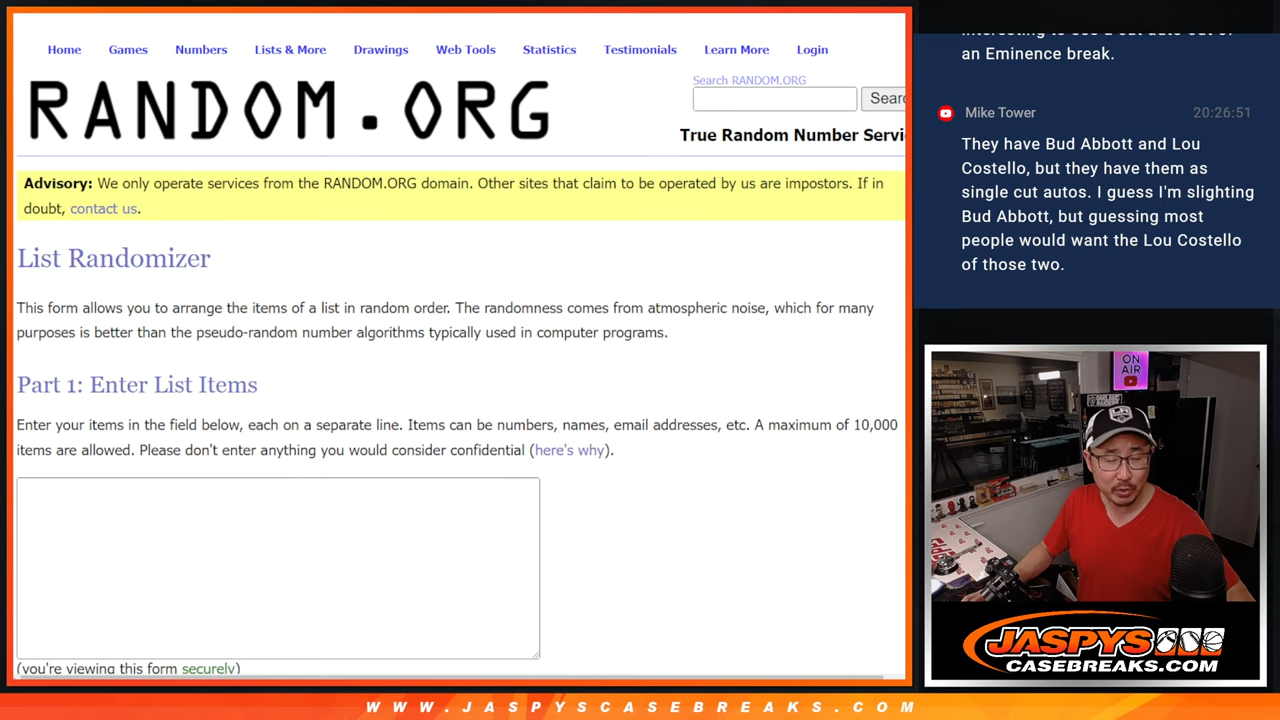 Home Games Numbers Lists & More Drawings Web Tools Statistics Testimonials Learn More Login
RANDOM.ORG
Search RANDOM.ORG
Searc
True Random Number Servi
Advisory: We only operate services from the RANDOM.ORG domain. Other sites that claim to be operated by us are impostors. If in
doubt, contact us.
List Randomizer
This form allows you to arrange the items of a list in random order. The randomness comes from atmospheric noise, which for many
purposes is better than the pseudo-random number algorithms typically used in computer programs.
Part 1: Enter List Items
Enter your items in the field below, each on a separate line. Items can be numbers, names, email addresses, etc. A maximum of 10,000
items are allowed. Please don't enter anything you would consider confidential (here's why).
(you're viewing this form securely)
an Eminence break.
Mike Tower 20:26:51
They have Bud Abbott and Lou
Costello, but they have them as
single cut autos. I guess I'm slighting
Bud Abbott, but guessing most
people would want the Lou Costello
of those two.
ON
AIR
JASPYS
CASEBREAKS.COM
WWW.JASPYSCASEBREAKS.COM